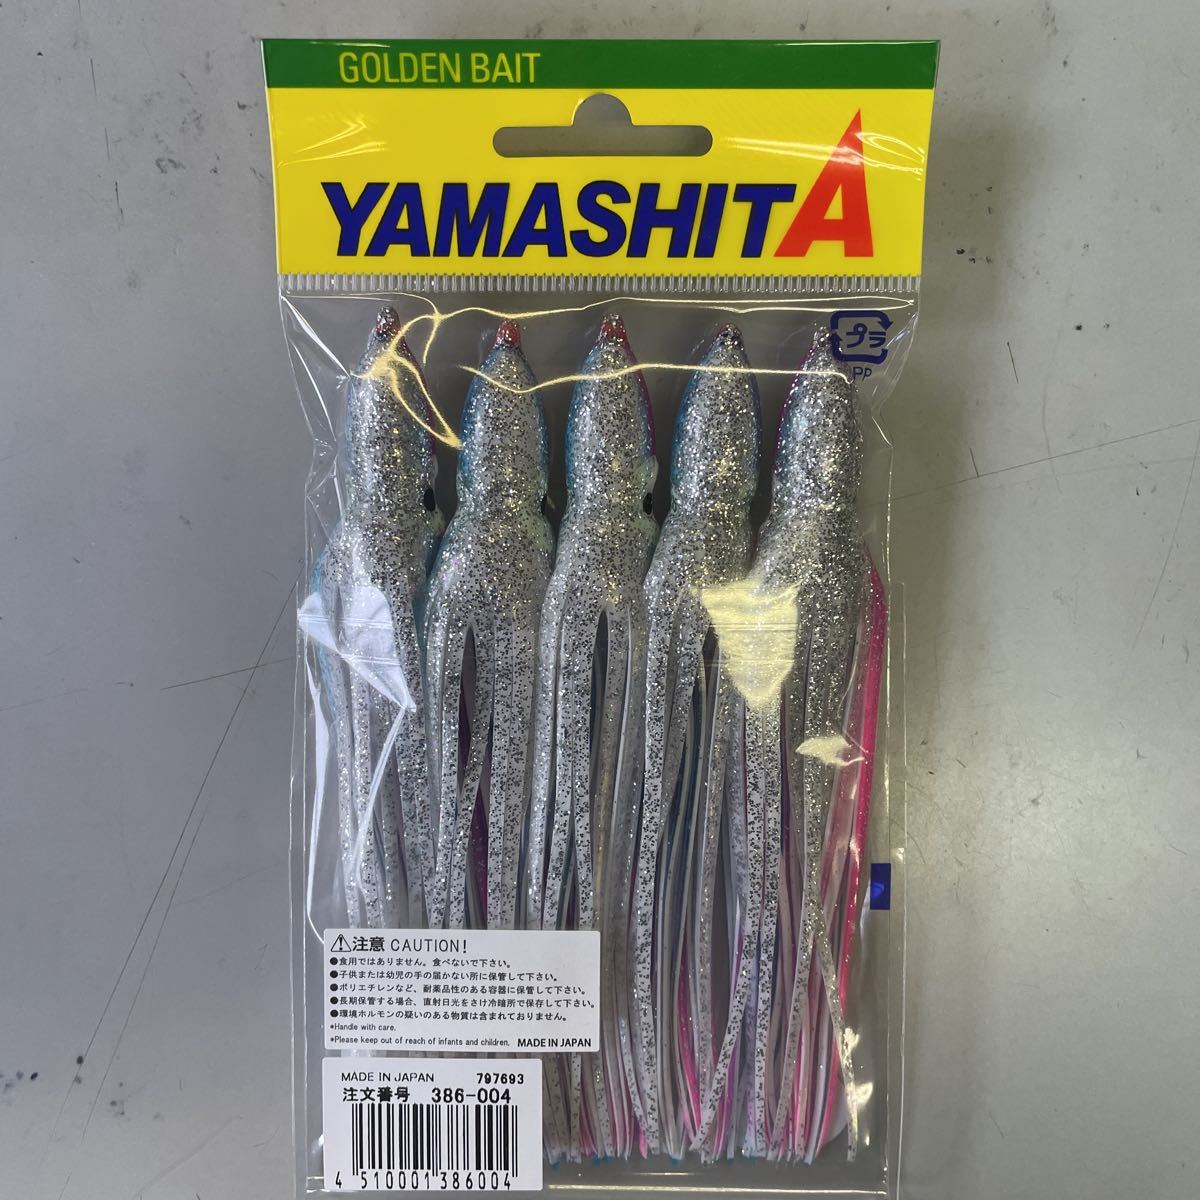 GOLDEN BAIT
YAMASHITA
プラ
PP
注意 CAUTION!
●食用ではありません。食べないで下さい。
●子供または幼児の手の届かない所に保管して下さい。
●ポリエチレンなど、耐薬品性のある容器に保管して下さい。
●長期保管する場合、直射日光をさけ冷暗所で保存して下さい。
●環境ホルモンの疑いのある物質は含まれておりません。
*Handle with care.
*Please keep out of reach of infants and children. MADE IN JAPAN
MADE IN JAPAN 797693
注文番号 386-004
4 510001 386004